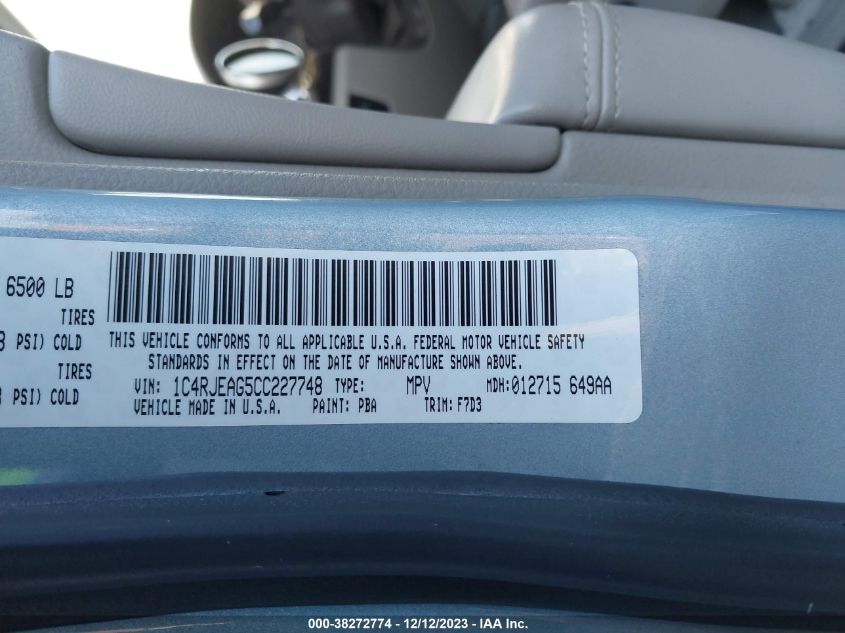 6500 LB
TIRES
PSI) COLD
TIRES
PSI) COLD
THIS VEHICLE CONFORMS TO ALL APPLICABLE U.S.A. FEDERAL MOTOR VEHICLE SAFETY
STANDARDS IN EFFECT ON THE DATE OF MANUFACTURE SHOWN ABOVE.
VIN: 1C4RJEAG5CC227748 TYPE: MPV MDH:012715 649AA
VEHICLE MADE IN U.S.A. PAINT: PBA TRIM: F7D3
000-38272774 - 12/12/2023 - IAA Inc.